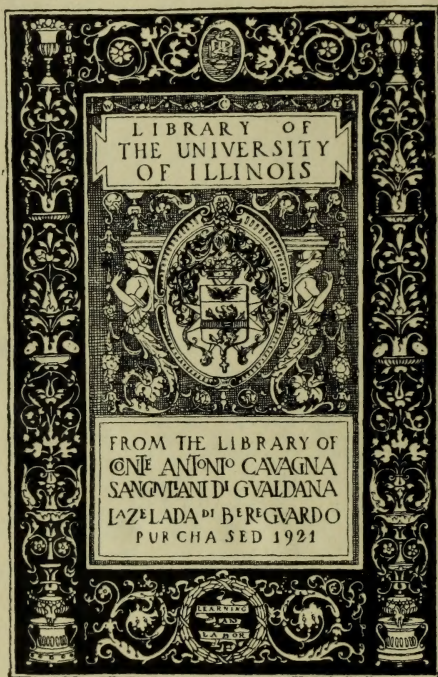 LIBRARY OF
THE UNIVERSITY
OF ILLINOIS
FROM THE LIBRARY OF
CONTE ANTONIO CAVAGNA
SANGIULIANI DI GUALDANA
LAZELADA DI BEREGUARDO
PURCHASED 1921
LEARNING
AND
LABOR